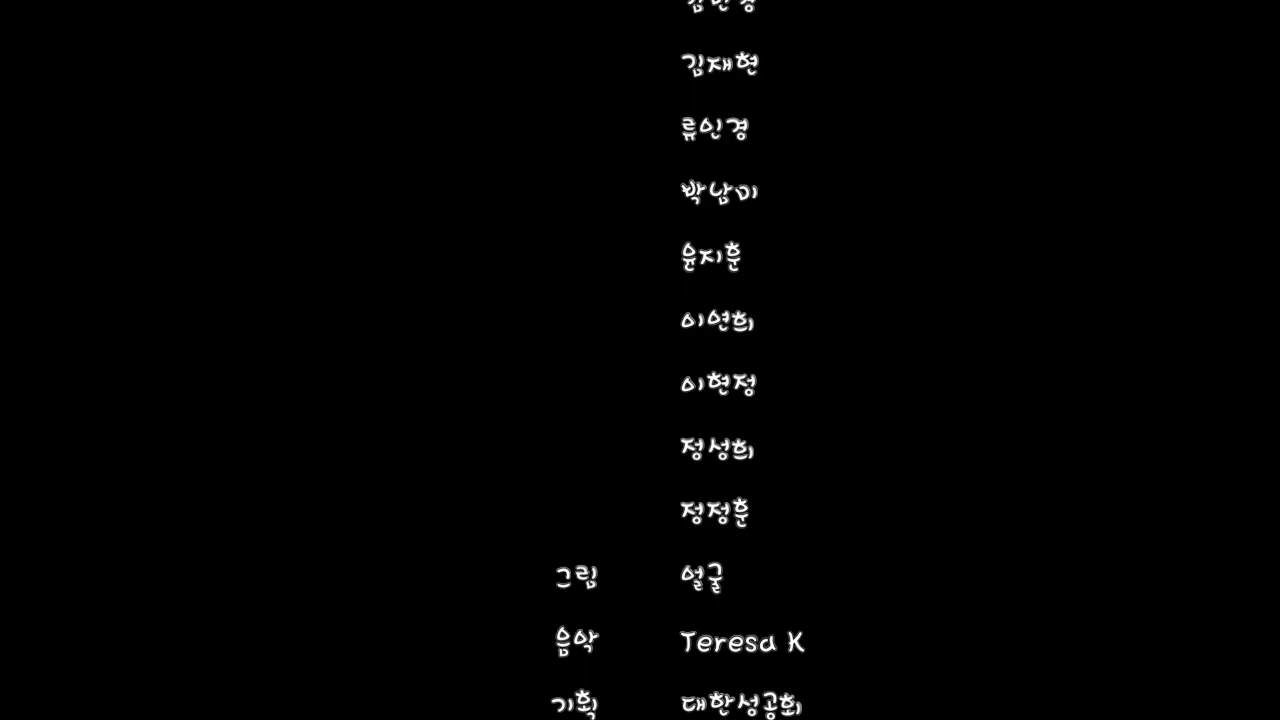 김재현
류인경
박남미
윤지훈
이연희
이현정
정성희
정정훈
그림 얼굴
음악 Teresa K
기획 대한성공회